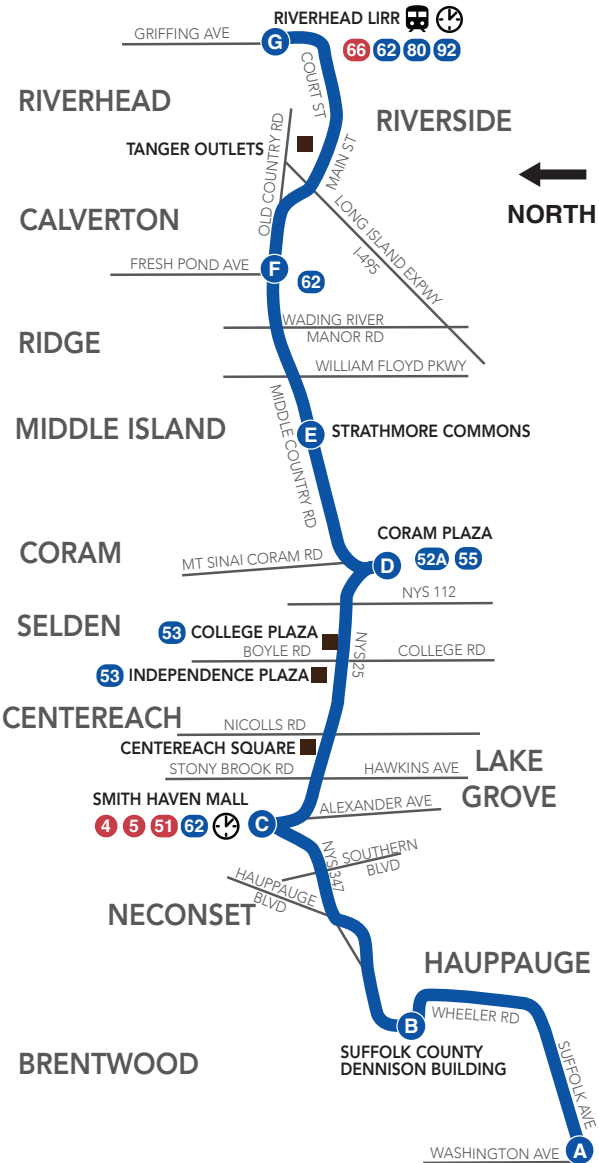 RIVERHEAD LIRR
GRIFFING AVE
G
66 62 80 92
COURT ST
RIVERHEAD
RIVERSIDE
OLD COUNTRY RD
TANGER OUTLETS
MAIN ST
NORTH
CALVERTON
LONG ISLAND EXPWY
I-495
FRESH POND AVE
F
62
WADING RIVER
MANOR RD
RIDGE
WILLIAM FLOYD PKWY
MIDDLE ISLAND
MIDDLE COUNTRY RD
E
STRATHMORE COMMONS
CORAM
CORAM PLAZA
MT SINAI CORAM RD
D
52A 55
NYS 112
SELDEN
53 COLLEGE PLAZA
NYS 25
BOYLE RD
COLLEGE RD
53 INDEPENDENCE PLAZA
CENTEREACH
NICOLLS RD
CENTEREACH SQUARE
STONY BROOK RD
HAWKINS AVE
LAKE
GROVE
SMITH HAVEN MALL
ALEXANDER AVE
4 5 51 62
C
NYS 347
SOUTHERN
BLVD
HAUPPAUGE
BLVD
NECONSET
HAUPPAUGE
B
WHEELER RD
SUFFOLK COUNTY
DENNISON BUILDING
BRENTWOOD
SUFFOLK AVE
WASHINGTON AVE
A